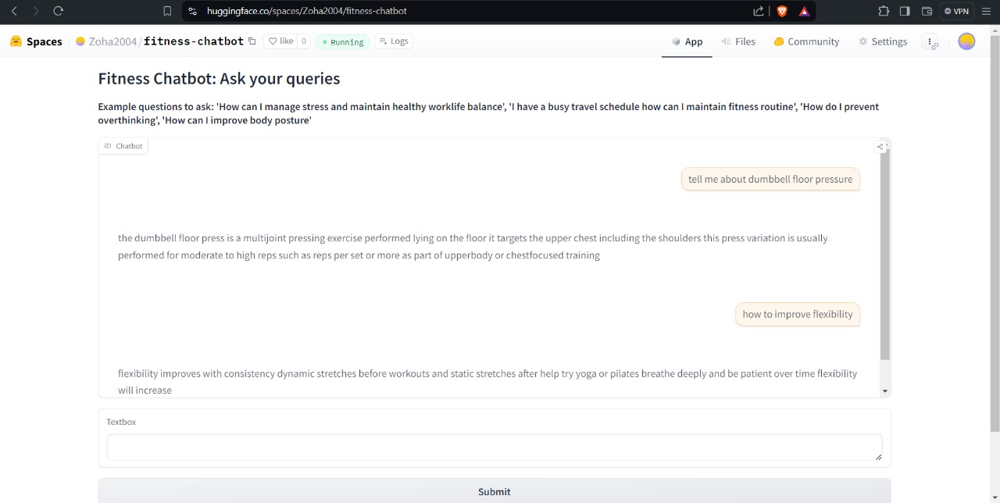 huggingface.co/spaces/Zoha2004/fitness-chatbot
VPN
Spaces
Zoha2004/fitness-chatbot
like 0
Running
Logs
App
Files
Community
Settings
Fitness Chatbot: Ask your queries
Example questions to ask: 'How can I manage stress and maintain healthy worklife balance', 'I have a busy travel schedule how can I maintain fitness routine', 'How do I prevent
overthinking', 'How can I improve body posture'
Chatbot
tell me about dumbbell floor pressure
the dumbbell floor press is a multijoint pressing exercise performed lying on the floor it targets the upper chest including the shoulders this press variation is usually
performed for moderate to high reps such as reps per set or more as part of upperbody or chestfocused training
how to improve flexibility
flexibility improves with consistency dynamic stretches before workouts and static stretches after help try yoga or pilates breathe deeply and be patient over time flexibility
will increase
Textbox
Submit